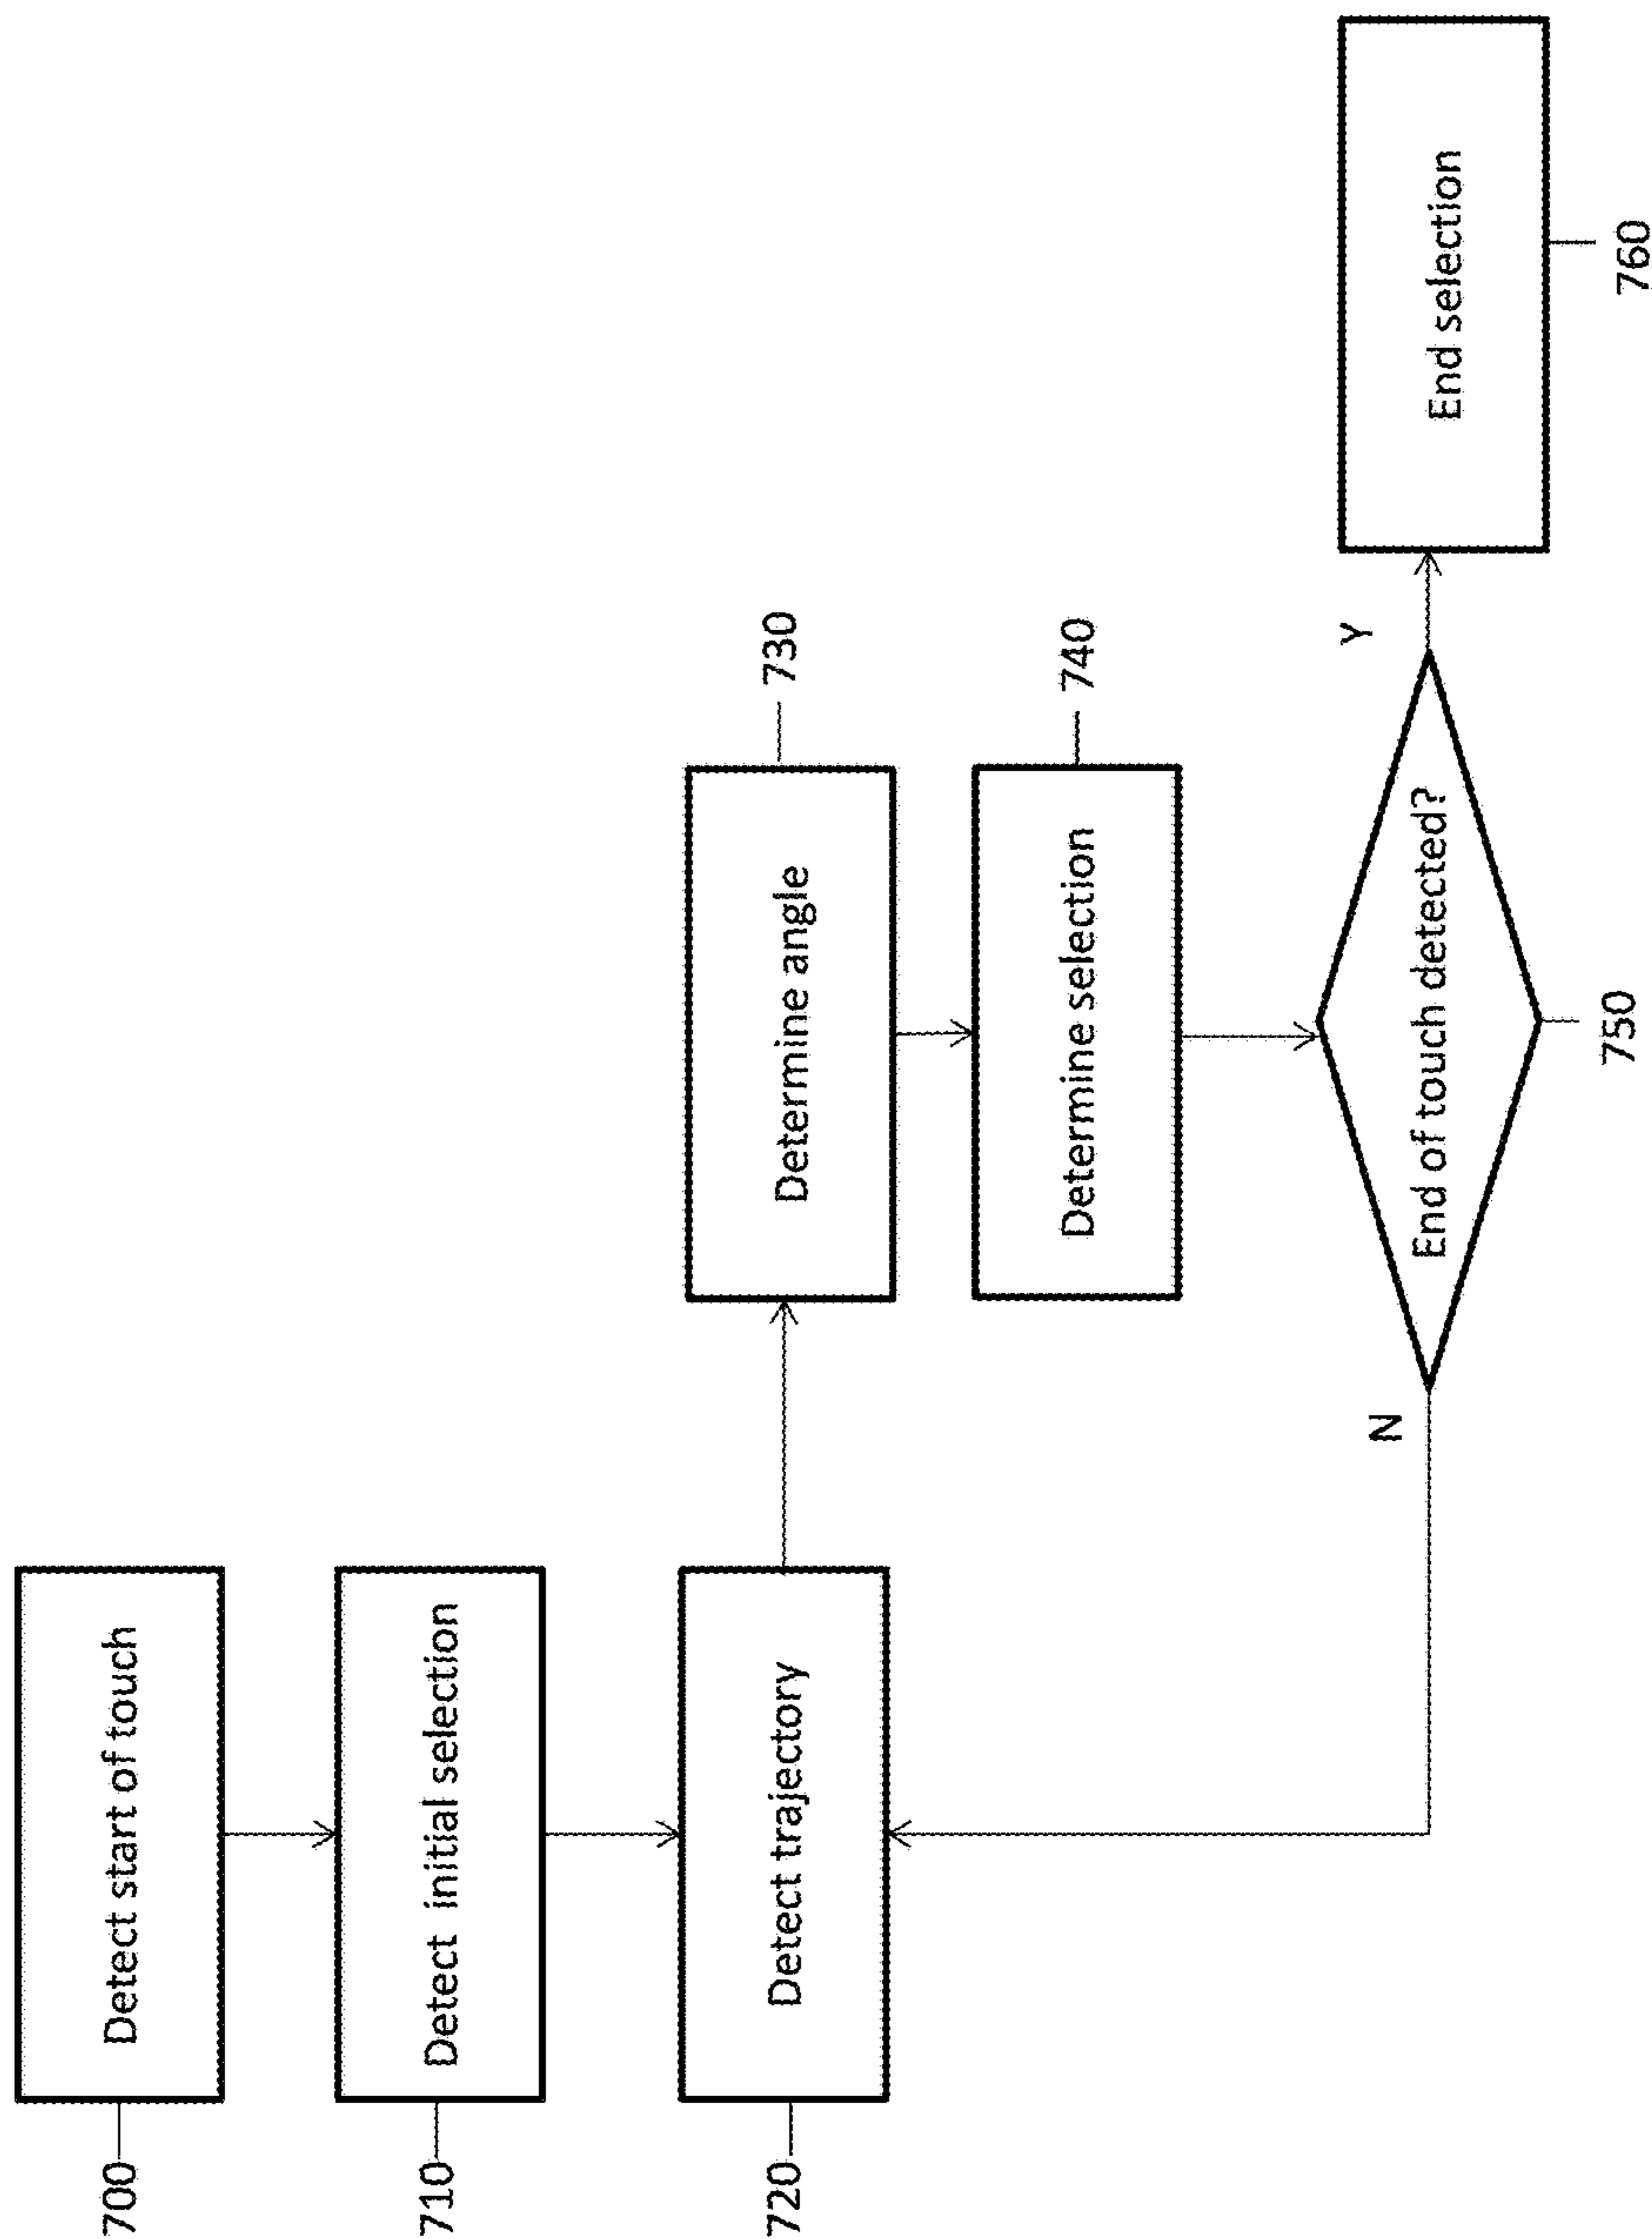 700
Detect start of touch
710
Detect initial selection
720
Detect trajectory
Determine angle
730
Determine selection
740
N
End of touch detected?
Y
750
End selection
760